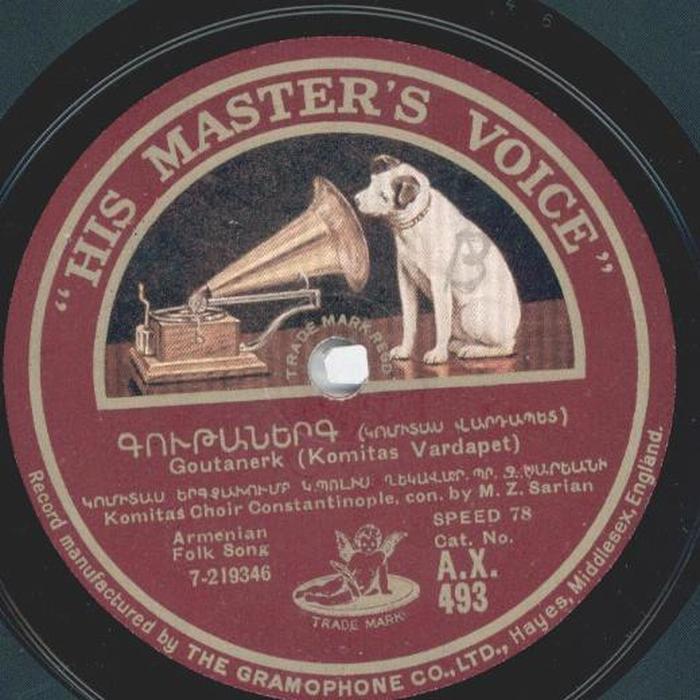 "HIS MASTER'S VOICE"
TRADE MARK REGD
ԳՈՒԹԱՆԵՐԳ (ԿՈՄԻՏԱՍ ՎԱՐԴԱՊԵՏ)
Goutanerk (Komitas Vardapet)
ԿՈՄԻՏԱՍ ԵՐԳՉԱԽՈՒՄԲ Կ.ՊՈԼԻՍ ՂԵԿԱՎԱՐ. ՊՐ. Զ. ՍԱՐԵԱՆԻ
Komitas Choir Constantinople, con. by M. Z. Sarian
Armenian
Folk Song
7-219346
SPEED 78
Cat. No.
A.X.
493
TRADE MARK
Record manufactured by THE GRAMOPHONE CO., LTD., Hayes, Middlesex, England.
B